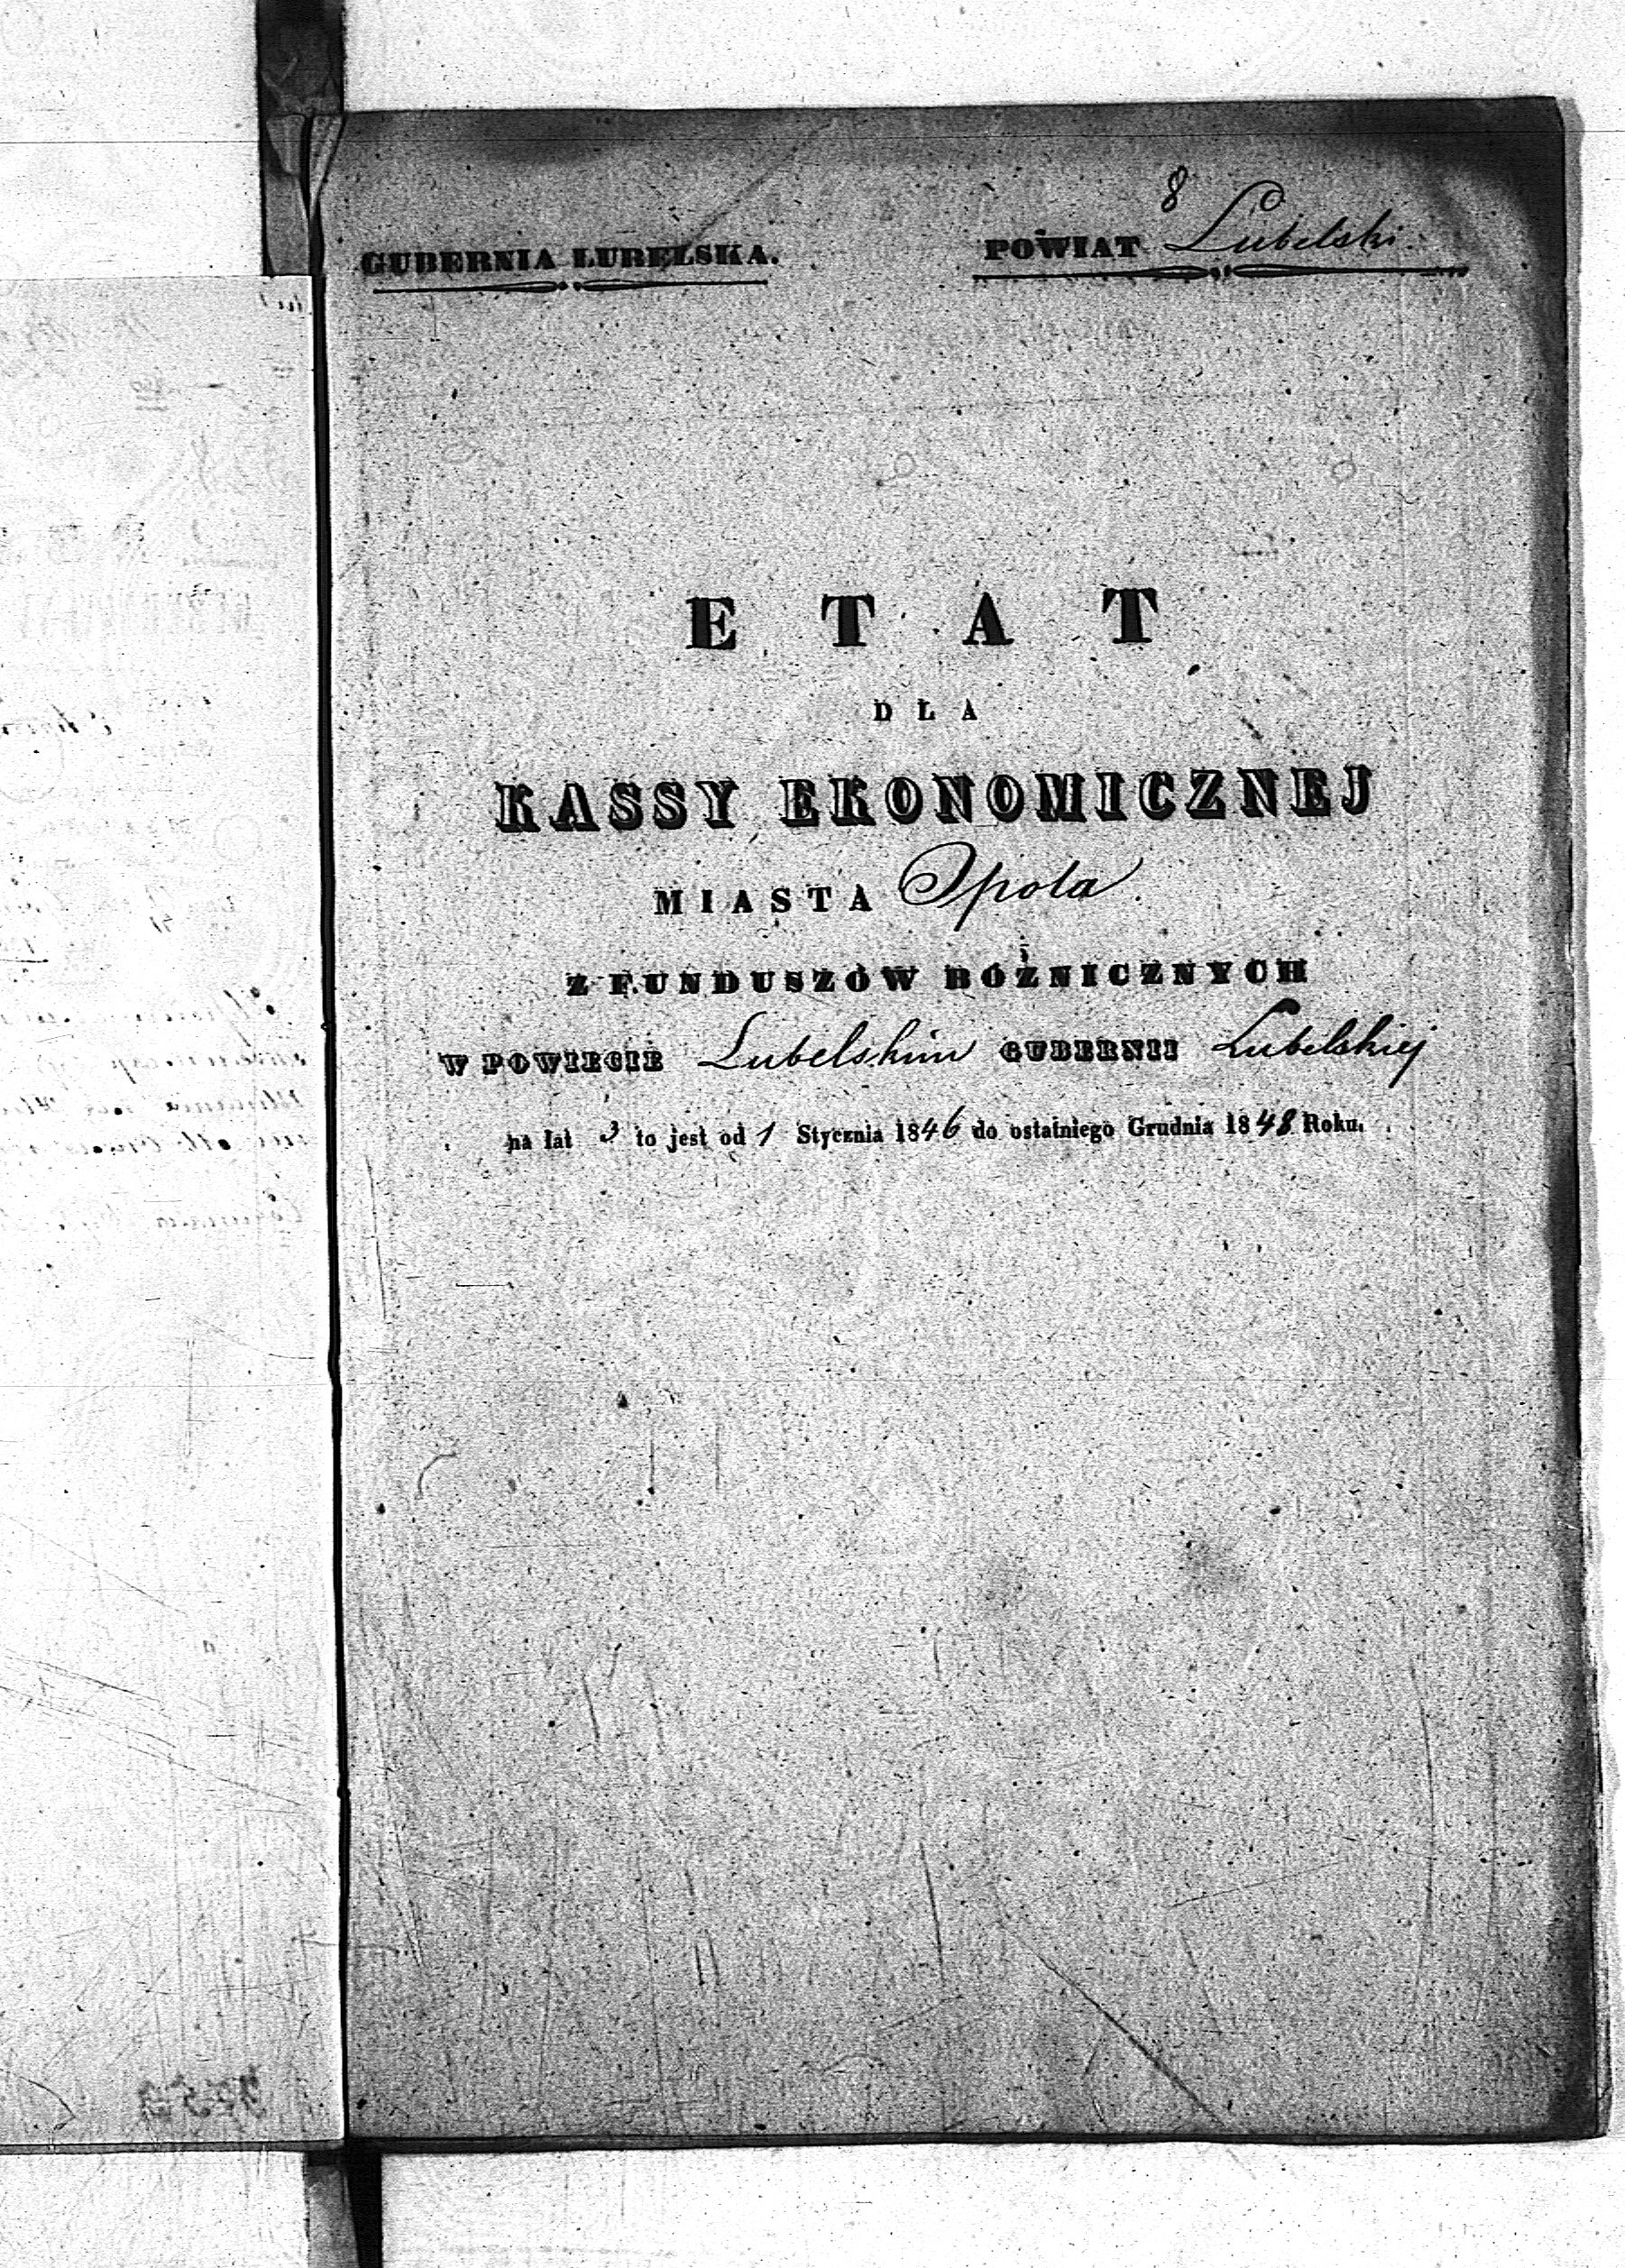 8
GUBERNIA LUBELSKA. POWIAT Lubelski.
ETAT
DLA
KASSY EKONOMICZNEJ
MIASTA Opola.
Z FUNDUSZÓW BÓŻNICZNYCH
W POWIECIE Lubelskim GUBERNII Lubelskiej
na lat 3 to jest od 1 Stycznia 1846 do ostatniego Grudnia 1848 Roku.